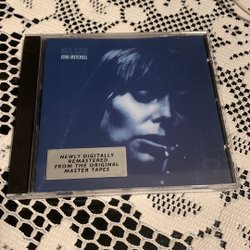 BLUE
JONI MITCHELL
NEWLY DIGITALLY
REMASTERED
FROM THE ORIGINAL
MASTER TAPES